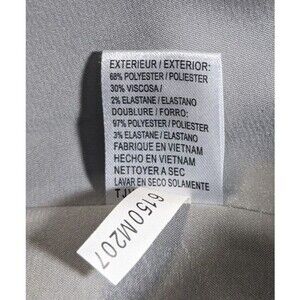 EXTERIEUR / EXTERIOR:
68% POLYESTER / POLIESTER
30% VISCOSA /
2% ELASTANE / ELASTANO
DOUBLURE / FORRO:
97% POLYESTER / POLIESTER
3% ELASTANE / ELASTANO
FABRIQUE EN VIETNAM
HECHO EN VIETNAM
NETTOYER A SEC
LAVAR EN SECO SOLAMENTE
6150M207